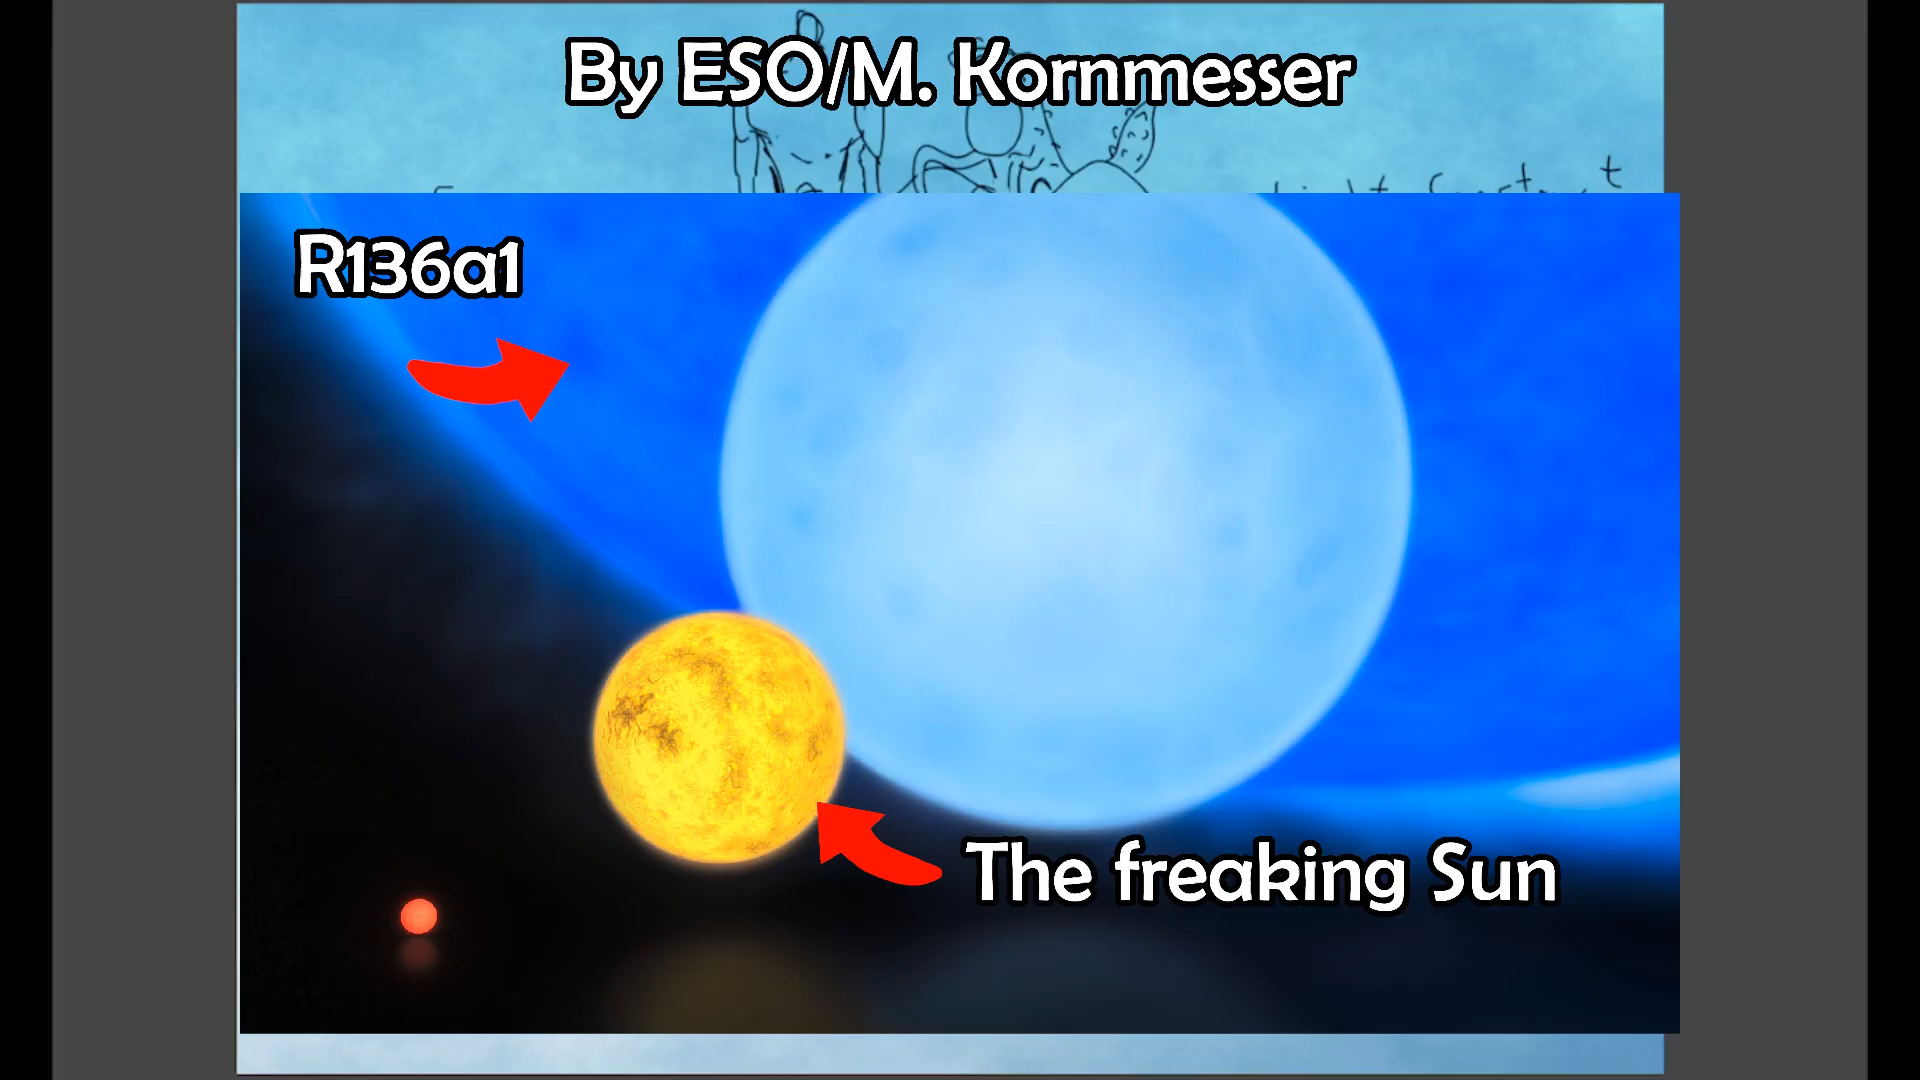 By ESO/M. Kornmesser
R136a1
The freaking Sun